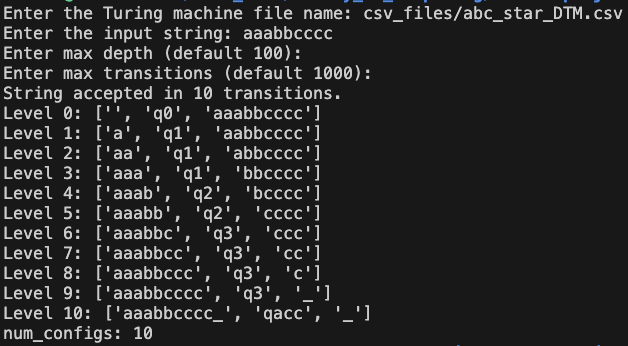 Enter the Turing machine file name: csv_files/abc_star_DTM.csv
Enter the input string: aaabbcccc
Enter max depth (default 100):
Enter max transitions (default 1000):
String accepted in 10 transitions.
Level 0: ['', 'q0', 'aaabbcccc']
Level 1: ['a', 'q1', 'aabbcccc']
Level 2: ['aa', 'q1', 'abbcccc']
Level 3: ['aaa', 'q1', 'bbcccc']
Level 4: ['aaab', 'q2', 'bcccc']
Level 5: ['aaabb', 'q2', 'cccc']
Level 6: ['aaabbc', 'q3', 'ccc']
Level 7: ['aaabbcc', 'q3', 'cc']
Level 8: ['aaabbccc', 'q3', 'c']
Level 9: ['aaabbcccc', 'q3', '_']
Level 10: ['aaabbcccc_', 'qacc', '_']
num_configs: 10